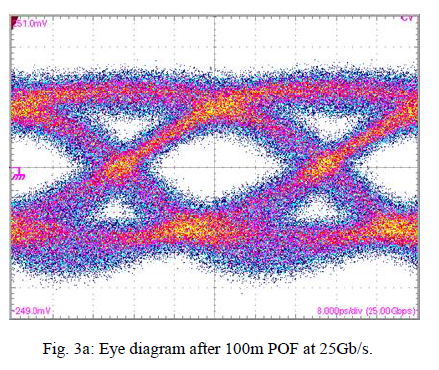 251.0mV
-249.0mV
8.000ps/div (25.00Gbps)
Fig. 3a: Eye diagram after 100m POF at 25Gb/s.